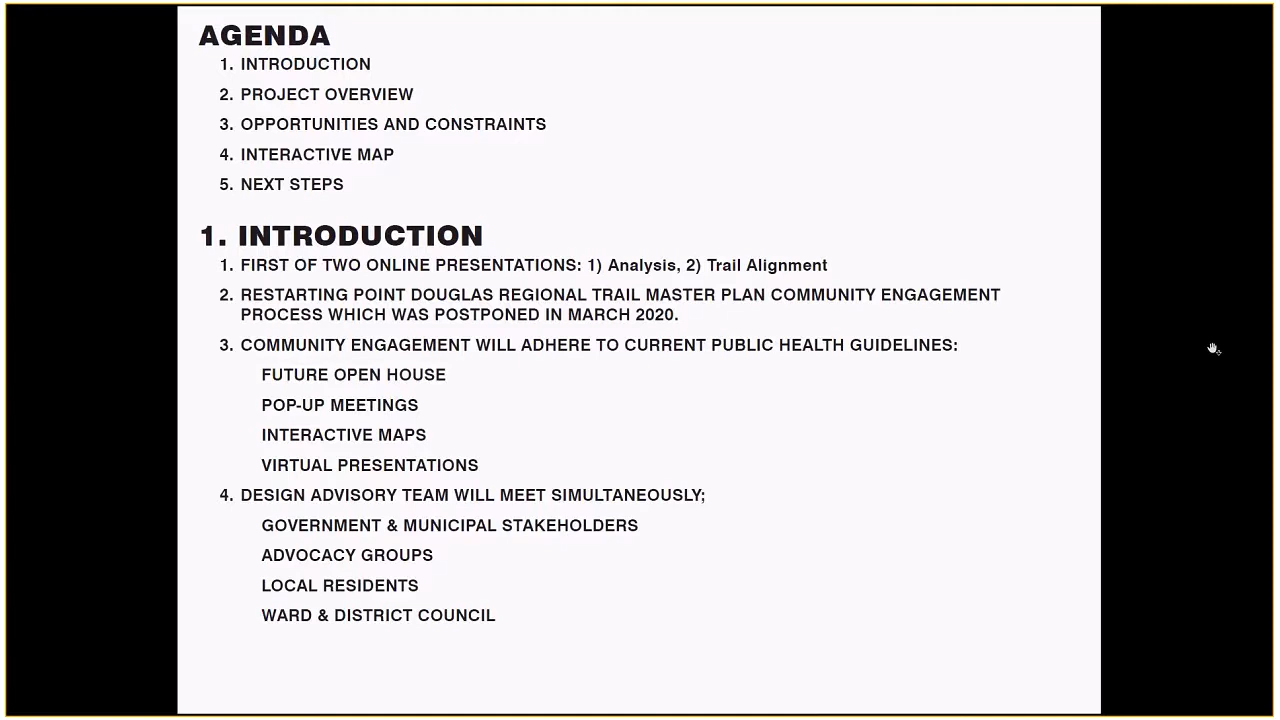 AGENDA
1. INTRODUCTION
2. PROJECT OVERVIEW
3. OPPORTUNITIES AND CONSTRAINTS
4. INTERACTIVE MAP
5. NEXT STEPS
1. INTRODUCTION
1. FIRST OF TWO ONLINE PRESENTATIONS: 1) Analysis, 2) Trail Alignment
2. RESTARTING POINT DOUGLAS REGIONAL TRAIL MASTER PLAN COMMUNITY ENGAGEMENT
PROCESS WHICH WAS POSTPONED IN MARCH 2020.
3. COMMUNITY ENGAGEMENT WILL ADHERE TO CURRENT PUBLIC HEALTH GUIDELINES:
FUTURE OPEN HOUSE
POP-UP MEETINGS
INTERACTIVE MAPS
VIRTUAL PRESENTATIONS
4. DESIGN ADVISORY TEAM WILL MEET SIMULTANEOUSLY;
GOVERNMENT & MUNICIPAL STAKEHOLDERS
ADVOCACY GROUPS
LOCAL RESIDENTS
WARD & DISTRICT COUNCIL